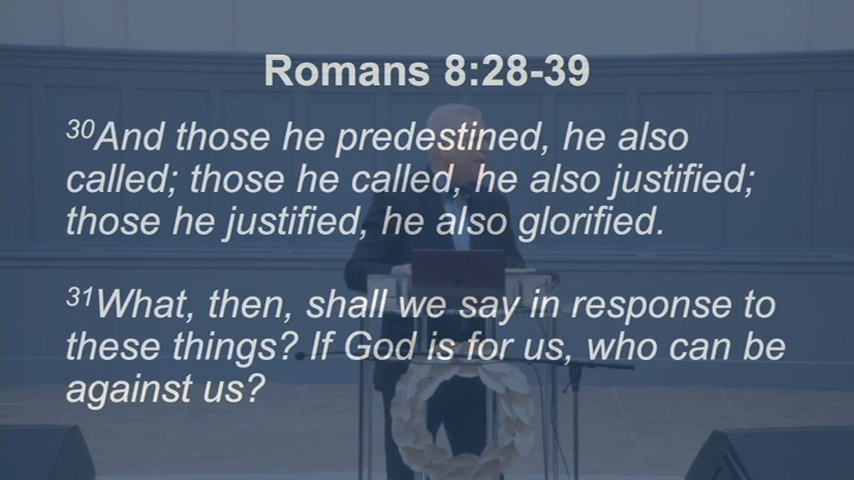 Romans 8:28-39
30And those he predestined, he also
called; those he called, he also justified;
those he justified, he also glorified.
31What, then, shall we say in response to
these things? If God is for us, who can be
against us?